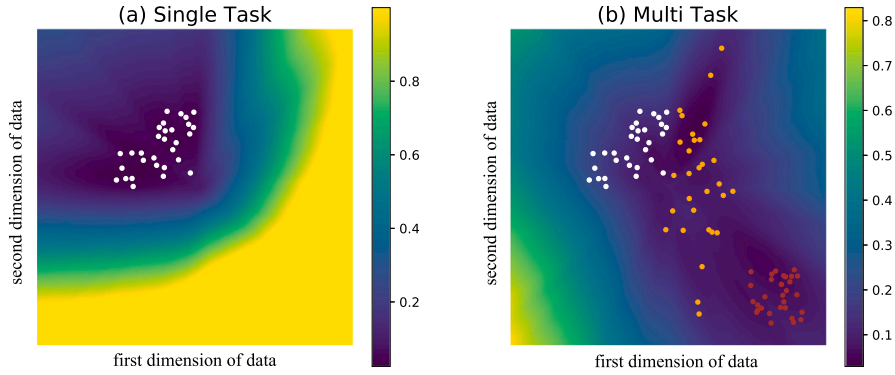 (a) Single Task
second dimension of data
first dimension of data
0.8
0.6
0.4
0.2
(b) Multi Task
second dimension of data
first dimension of data
0.8
0.7
0.6
0.5
0.4
0.3
0.2
0.1